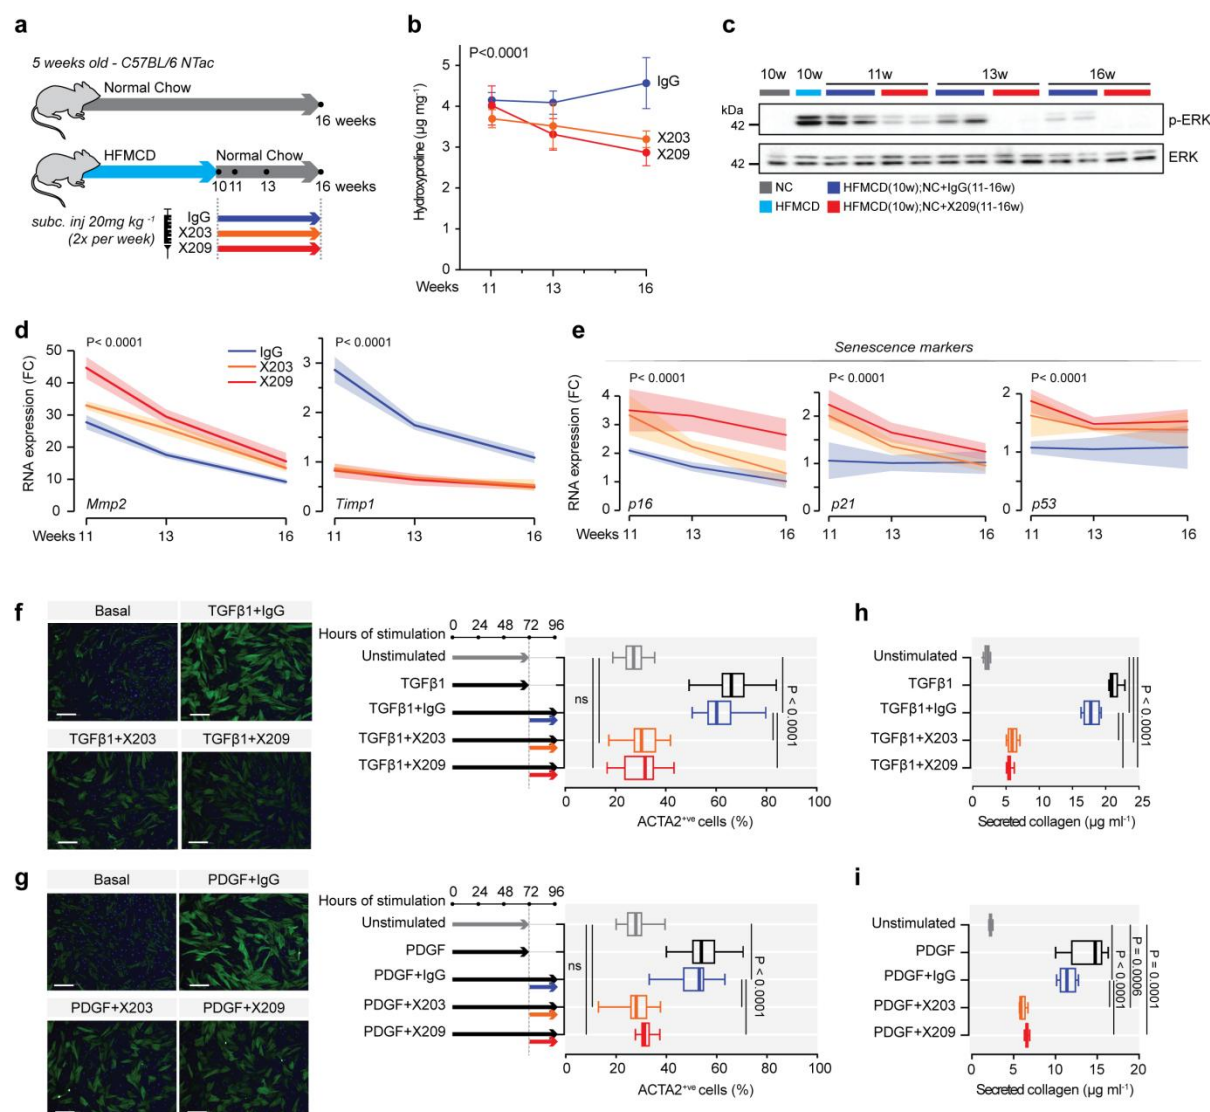 a
5 weeks old - C57BL/6 NTac
Normal Chow
16 weeks
HFMCD
Normal Chow
10 11 13 16 weeks
subc. inj 20mg kg ⁻¹
(2x per week)
IgG
X203
X209
b
P<0.0001
Hydroxyproline (µg mg⁻¹)
5
4
3
2
1
0
IgG
X203
X209
Weeks 11 13 16
c
10w 10w 11w 13w 16w
kDa
42
p-ERK
42
ERK
NC
HFMCD(10w);NC+IgG(11-16w)
HFMCD
HFMCD(10w);NC+X209(11-16w)
d
P< 0.0001
RNA expression (FC)
50
40
30
20
10
0
IgG
X203
X209
Mmp2
Weeks 11 13 16
P< 0.0001
3
2
1
0
Timp1
11 13 16
e
Senescence markers
RNA expression (FC)
P< 0.0001
4
3
2
1
0
p16
Weeks 11 13 16
P< 0.0001
2
1
0
p21
11 13 16
P< 0.0001
2
1
0
p53
11 13 16
f
Basal
TGFβ1+IgG
TGFβ1+X203
TGFβ1+X209
Hours of stimulation
0 24 48 72 96
Unstimulated
TGFβ1
TGFβ1+IgG
TGFβ1+X203
TGFβ1+X209
ns
P < 0.0001
0 20 40 60 80 100
ACTA2⁺ᵛᵉ cells (%)
h
Unstimulated
TGFβ1
TGFβ1+IgG
TGFβ1+X203
TGFβ1+X209
P < 0.0001
0 5 10 15 20 25
Secreted collagen (µg ml⁻¹)
g
Basal
PDGF+IgG
PDGF+X203
PDGF+X209
Hours of stimulation
0 24 48 72 96
Unstimulated
PDGF
PDGF+IgG
PDGF+X203
PDGF+X209
ns
P < 0.0001
0 20 40 60 80 100
ACTA2⁺ᵛᵉ cells (%)
i
Unstimulated
PDGF
PDGF+IgG
PDGF+X203
PDGF+X209
P < 0.0001
P = 0.0006
P = 0.0001
0 5 10 15 20
Secreted collagen (µg ml⁻¹)